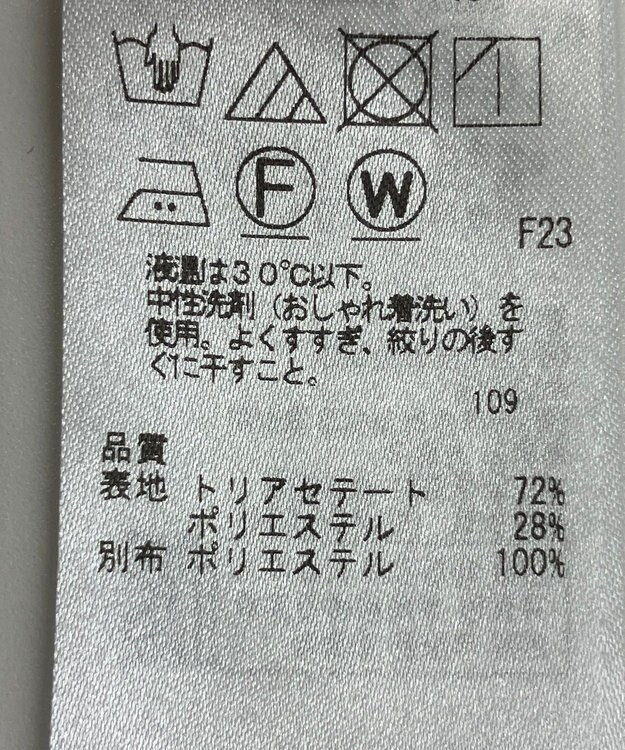 F
W
F23
液温は30℃以下。
中性洗剤（おしゃれ着洗い）を
使用。よくすすぎ、絞りの後す
ぐに干すこと。
109
品質
表地 トリアセテート 72%
ポリエステル 28%
別布 ポリエステル 100%